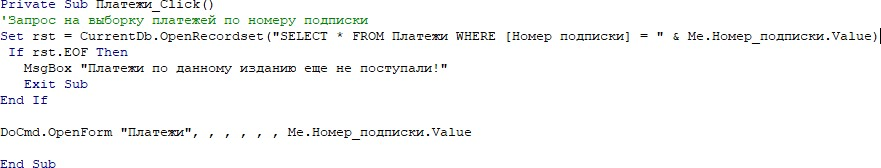 Private Sub Платежи_Click()
'Запрос на выборку платежей по номеру подписки
Set rst = CurrentDb.OpenRecordset("SELECT * FROM Платежи WHERE [Номер подписки] = " & Me.Номер_подписки.Value)
If rst.EOF Then
MsgBox "Платежи по данному изданию еще не поступали!"
Exit Sub
End If
DoCmd.OpenForm "Платежи", , , , , , Me.Номер_подписки.Value
End Sub